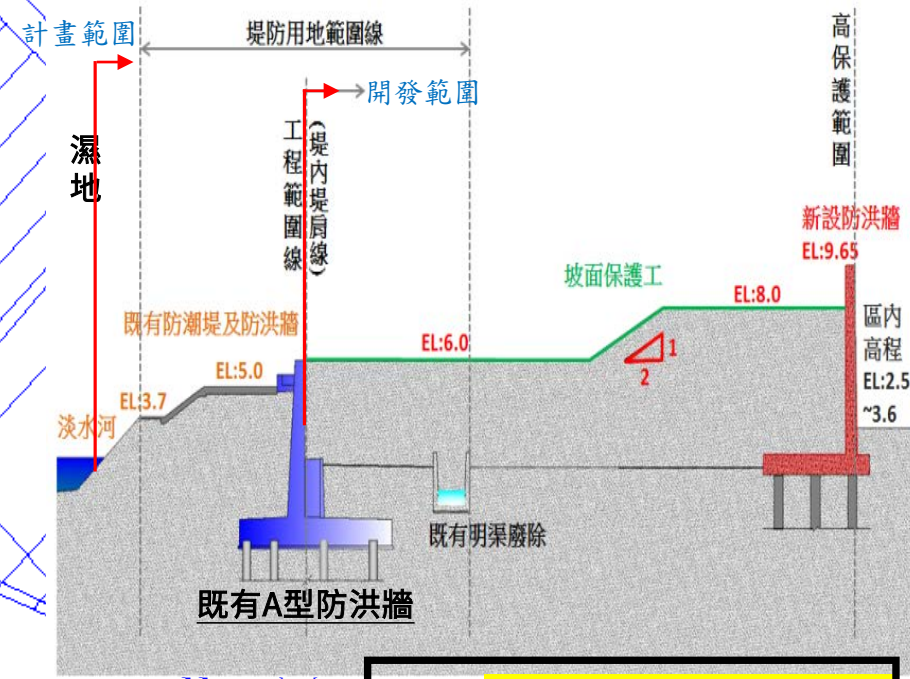 計畫範圍
堤防用地範圍線
高保護範圍
開發範圍
濕地
工程範圍線
(堤內堤肩線)
新設防洪牆
EL:9.65
坡面保護工
EL:8.0
既有防潮堤及防洪牆
EL:6.0
1
2
區內
高程
EL:2.5
~3.6
EL:5.0
EL:3.7
淡水河
既有明渠廢除
既有A型防洪牆